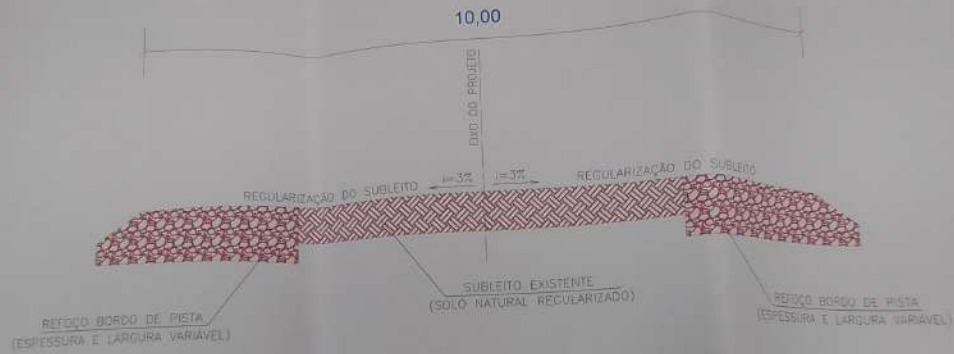 10,00
EIXO DO PROJETO
REGULARIZAÇÃO DO SUBLEITO
i=3%
i=3%
REGULARIZAÇÃO DO SUBLEITO
SUBLEITO EXISTENTE
(SOLO NATURAL REGULARIZADO)
REFOÇO BORDO DE PISTA
(ESPESSURA E LARGURA VARIÁVEL)
REFOÇO BORDO DE PISTA
(ESPESSURA E LARGURA VARIÁVEL)